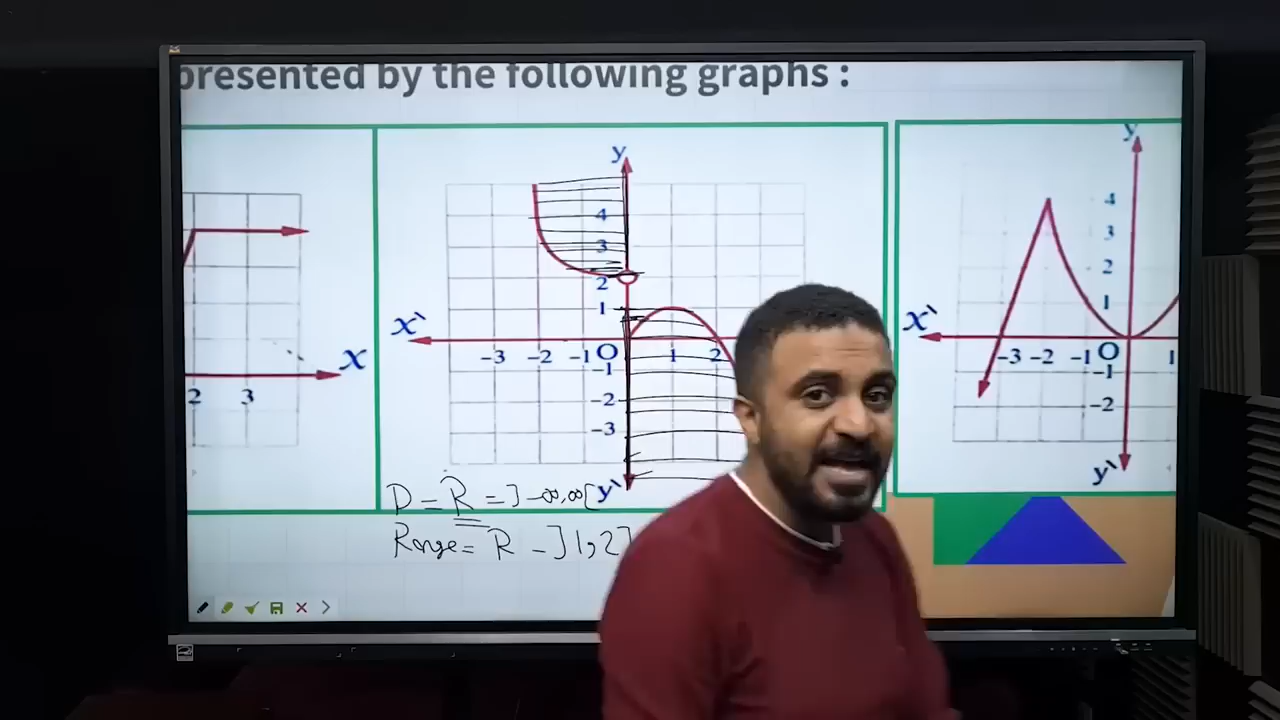 presented by the following graphs :
2 3 X
y
4
3
2
1
X` -3 -2 -1 O 1 2
-1
-2
-3
y`
D = R = ]-∞,∞[
Range = R - ]1,2]
y
4
3
2
1
X` -3 -2 -1 O 1
-1
-2
y`